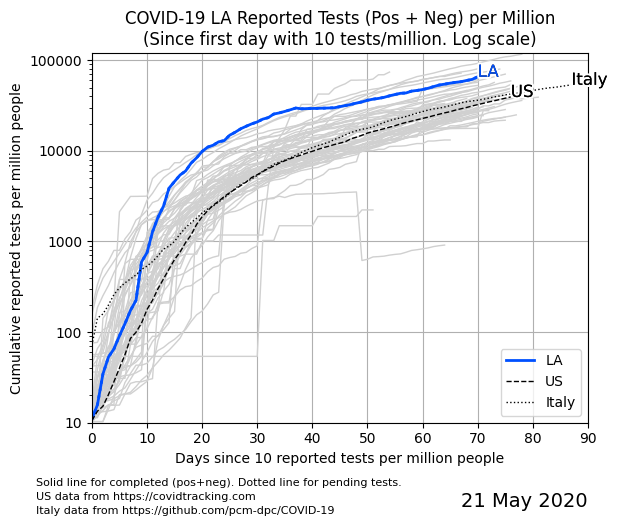 COVID-19 LA Reported Tests (Pos + Neg) per Million
(Since first day with 10 tests/million. Log scale)
Cumulative reported tests per million people
100000
10000
1000
100
10
LA
Italy
US
LA
US
Italy
0 10 20 30 40 50 60 70 80 90
Days since 10 reported tests per million people
Solid line for completed (pos+neg). Dotted line for pending tests.
US data from https://covidtracking.com
Italy data from https://github.com/pcm-dpc/COVID-19
21 May 2020